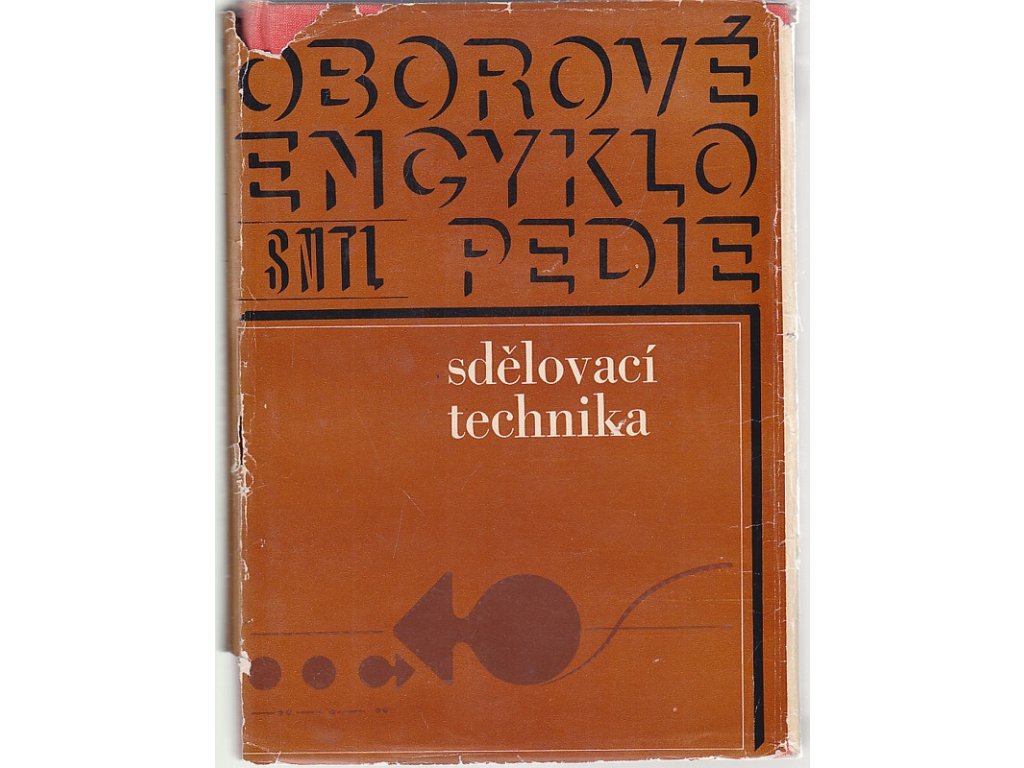 OBOROVÉ
ENCYKLO
SNTL PEDIE
sdělovací
technika